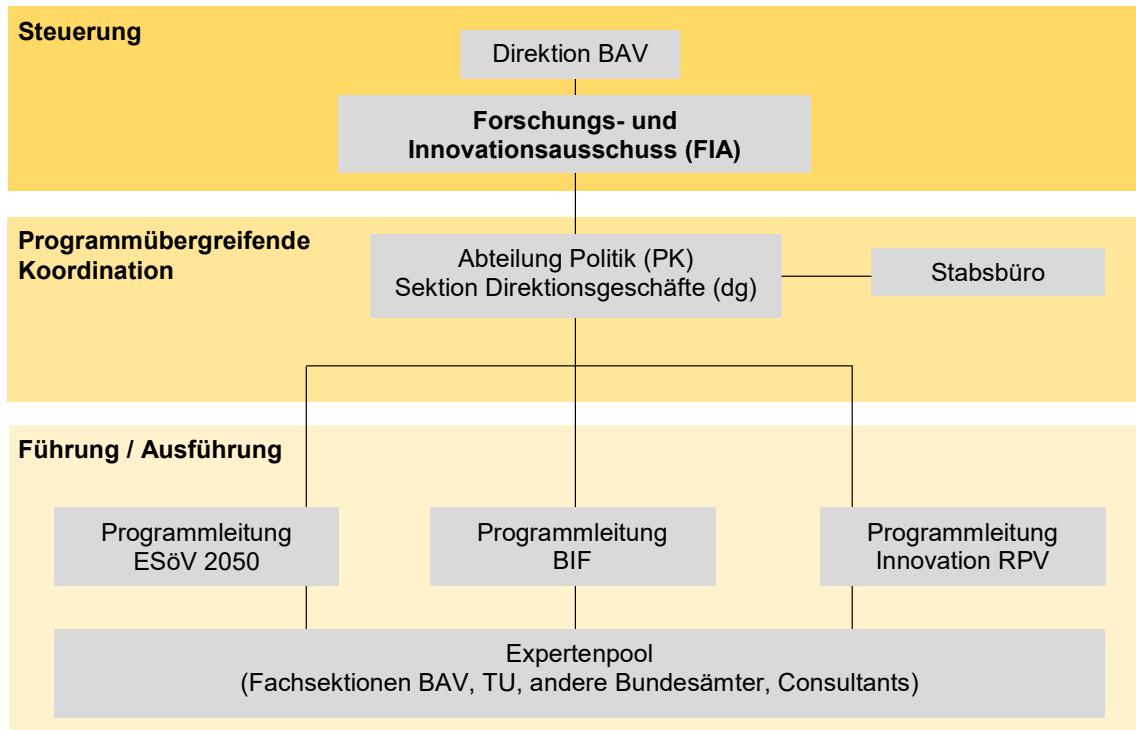 Steuerung
Direktion BAV
Forschungs- und
Innovationsausschuss (FIA)
Programmübergreifende
Koordination
Abteilung Politik (PK)
Sektion Direktionsgeschäfte (dg)
Stabsbüro
Führung / Ausführung
Programmleitung
ESöV 2050
Programmleitung
BIF
Programmleitung
Innovation RPV
Expertenpool
(Fachsektionen BAV, TU, andere Bundesämter, Consultants)